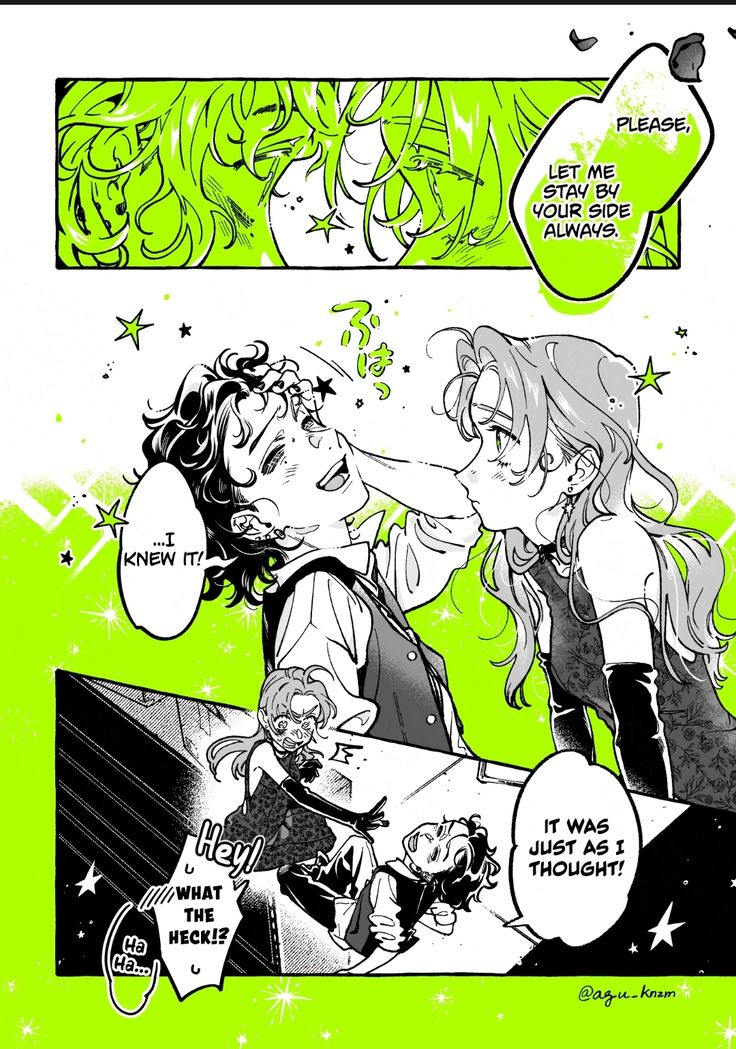 PLEASE,
LET ME
STAY BY
YOUR SIDE
ALWAYS.
ぶはっ
...I
KNEW IT!
IT WAS
JUST AS I
THOUGHT!
Hey!
WHAT
THE
HECK!?
Ha
Ha...
@agu_knzm